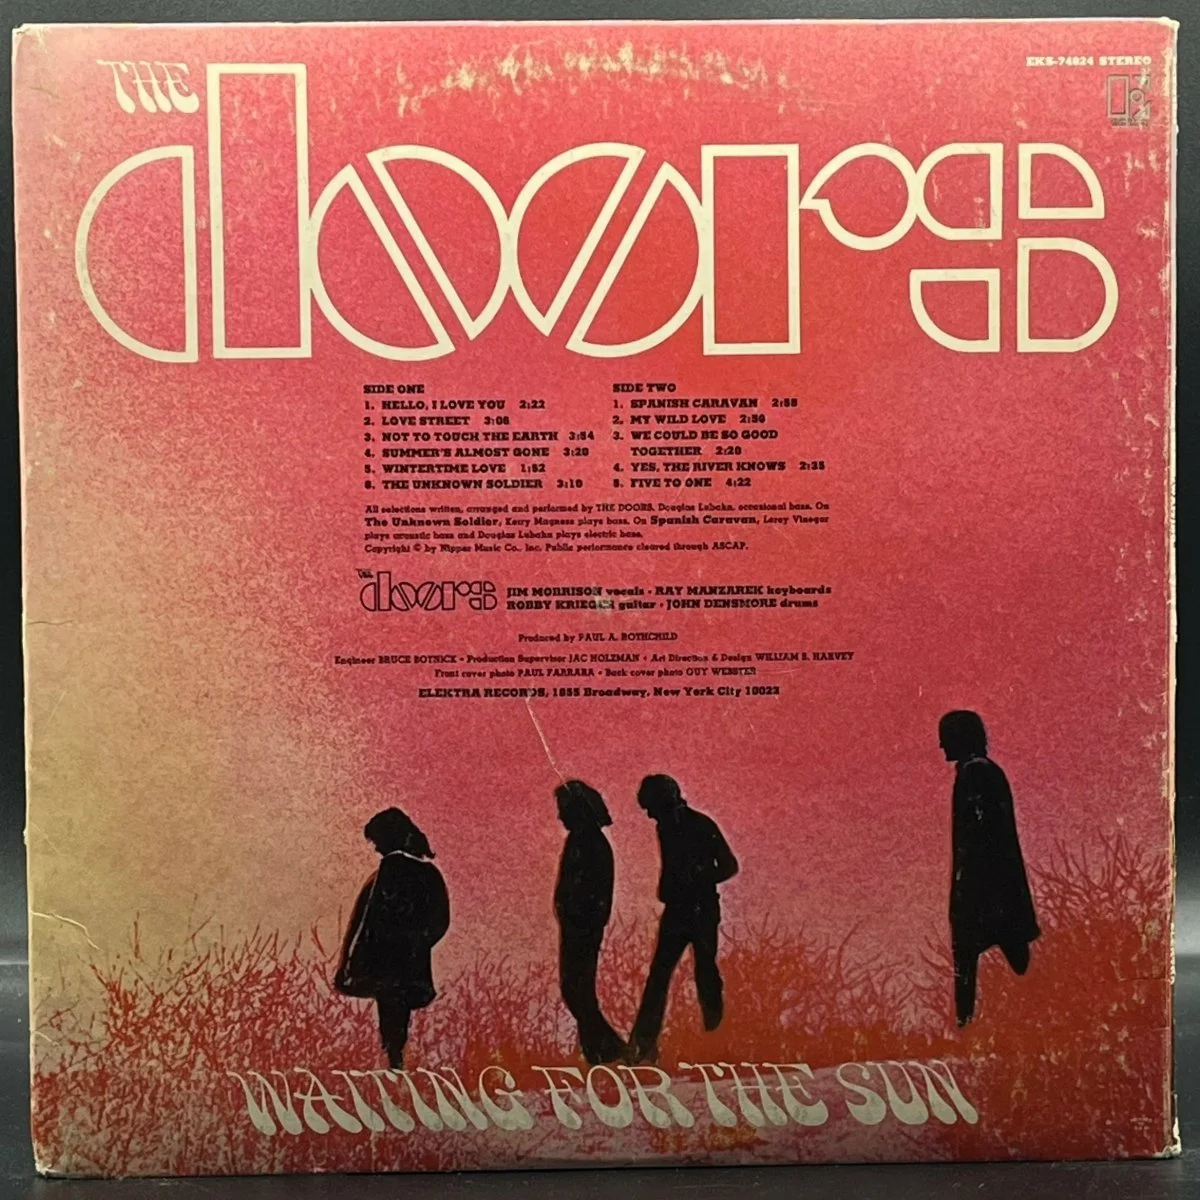 THE
doors
EKS-74024 STEREO
SIDE ONE
1. HELLO, I LOVE YOU 2:22
2. LOVE STREET 3:06
3. NOT TO TOUCH THE EARTH 3:54
4. SUMMER'S ALMOST GONE 3:20
5. WINTERTIME LOVE 1:52
6. THE UNKNOWN SOLDIER 3:10
SIDE TWO
1. SPANISH CARAVAN 2:58
2. MY WILD LOVE 2:50
3. WE COULD BE SO GOOD
TOGETHER 2:20
4. YES, THE RIVER KNOWS 2:35
5. FIVE TO ONE 4:22
All selections written, arranged and performed by THE DOORS. Douglas Lubahn, occasional bass. On
The Unknown Soldier, Kerry Magness plays bass. On Spanish Caravan, Leroy Vinegar
plays acoustic bass and Douglas Lubahn plays electric bass.
Copyright © by Nipper Music Co., Inc. Public performance cleared through ASCAP.
THE
doors
JIM MORRISON vocals • RAY MANZAREK keyboards
ROBBY KRIEGER guitar • JOHN DENSMORE drums
Produced by PAUL A. ROTHCHILD
Engineer BRUCE BOTNICK • Production Supervisor JAC HOLZMAN • Art Direction & Design WILLIAM S. HARVEY
Front cover photo PAUL FERRARA • Back cover photo GUY WEBSTER
ELEKTRA RECORDS, 1855 Broadway, New York City 10023
WAITING FOR THE SUN